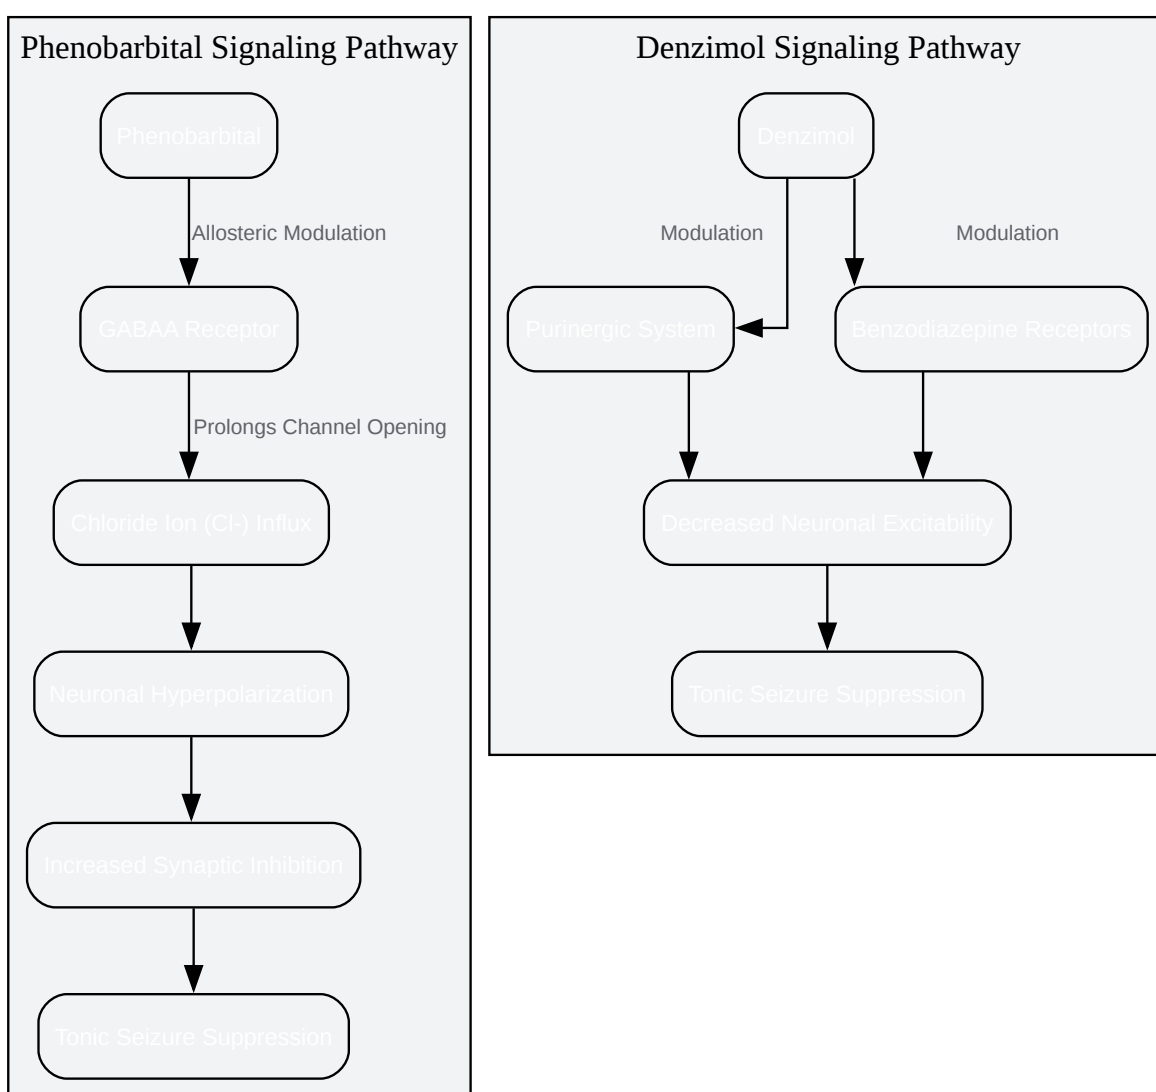 Phenobarbital Signaling Pathway
Phenobarbital
Allosteric Modulation
GABAA Receptor
Prolongs Channel Opening
Chloride Ion (Cl-) Influx
Neuronal Hyperpolarization
Increased Synaptic Inhibition
Tonic Seizure Suppression
Denzimol Signaling Pathway
Denzimol
Modulation
Modulation
Purinergic System
Benzodiazepine Receptors
Decreased Neuronal Excitability
Tonic Seizure Suppression